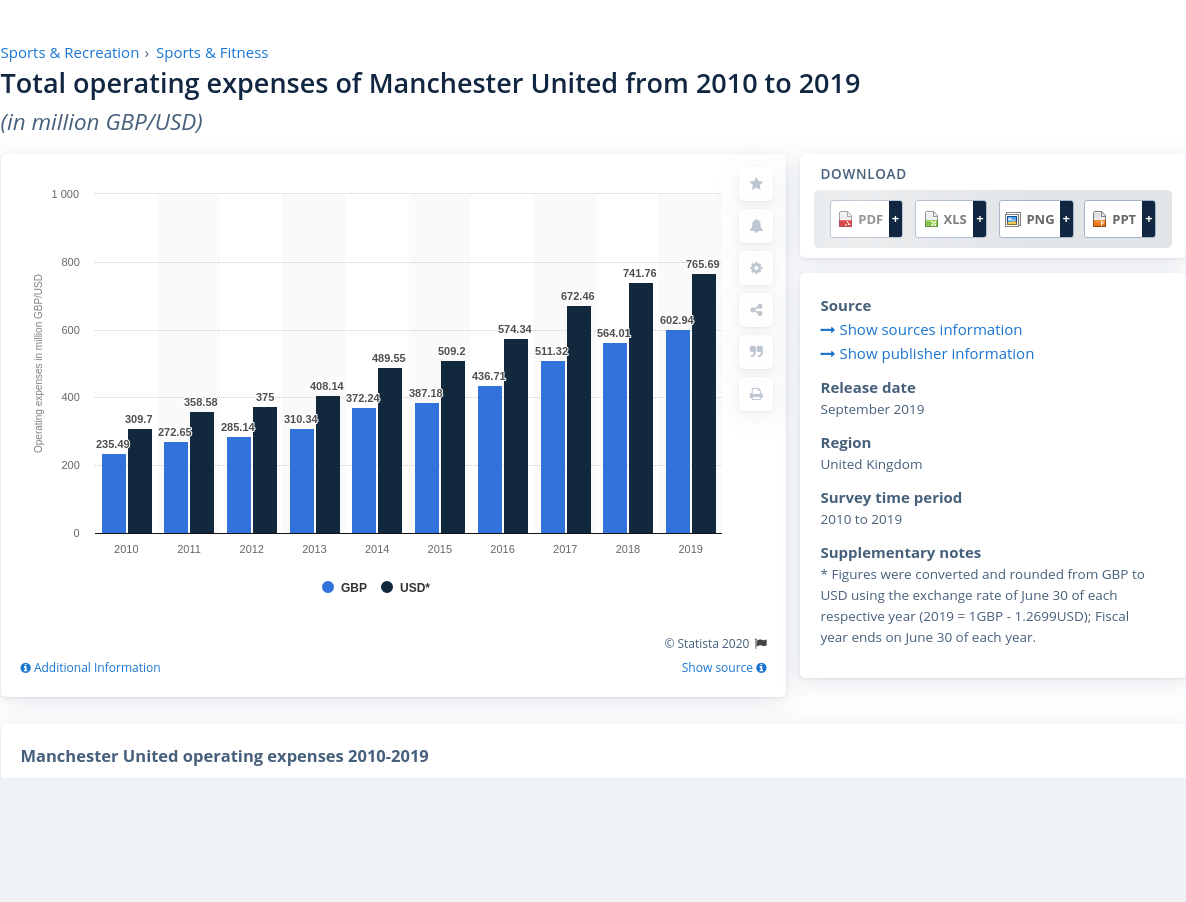 Sports & Recreation › Sports & Fitness
Total operating expenses of Manchester United from 2010 to 2019
(in million GBP/USD)
Operating expenses in million GBP/USD
1 000
800
600
400
200
0
235.49 309.7
272.65 358.58
285.14 375
310.34 408.14
372.24 489.55
387.18 509.2
436.71 574.34
511.32 672.46
564.01 741.76
602.94 765.69
2010 2011 2012 2013 2014 2015 2016 2017 2018 2019
GBP USD*
© Statista 2020
Additional Information Show source
DOWNLOAD
PDF + XLS + PNG + PPT +
Source
Show sources information
Show publisher information
Release date
September 2019
Region
United Kingdom
Survey time period
2010 to 2019
Supplementary notes
* Figures were converted and rounded from GBP to
USD using the exchange rate of June 30 of each
respective year (2019 = 1GBP - 1.2699USD); Fiscal
year ends on June 30 of each year.
Manchester United operating expenses 2010-2019